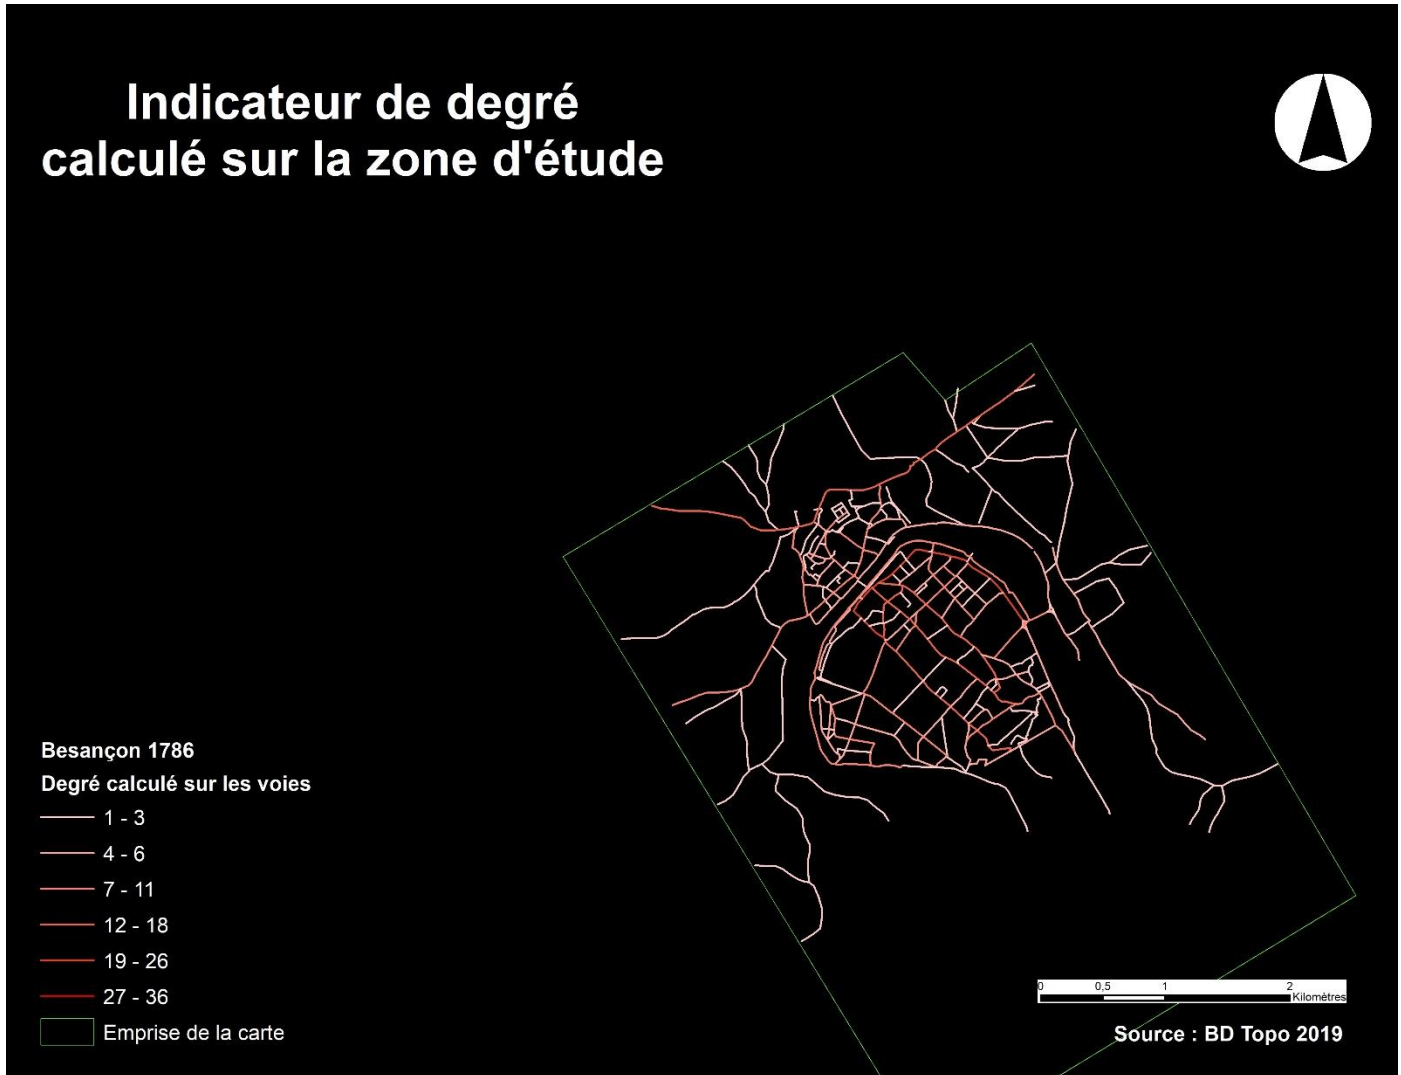 Indicateur de degré
calculé sur la zone d'étude
Besançon 1786
Degré calculé sur les voies
1 - 3
4 - 6
7 - 11
12 - 18
19 - 26
27 - 36
Emprise de la carte
0 0,5 1 2
Kilomètres
Source : BD Topo 2019